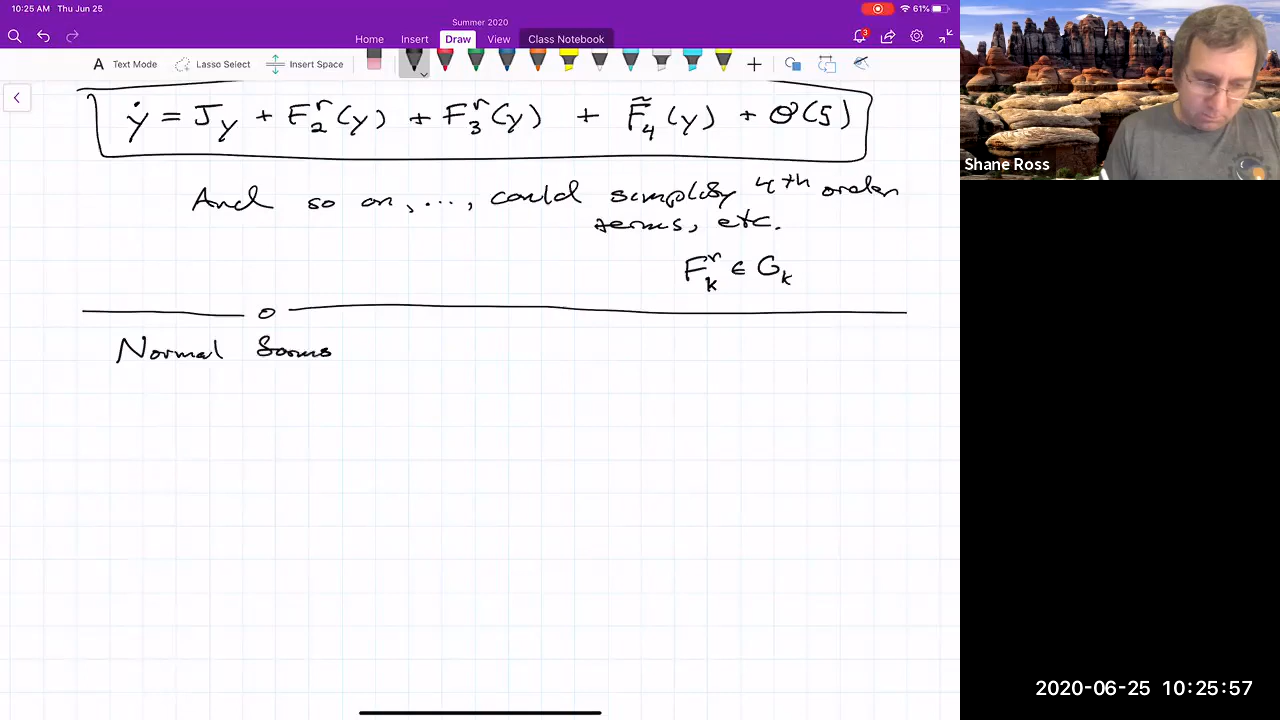 10:25 AM Thu Jun 25
61%
Summer 2020
Home Insert Draw View Class Notebook
3
A Text Mode Lasso Select Insert Space
ẏ = Jy + F₂ʳ(y) + F₃ʳ(y) + F̃₄(y) + O(5)
And so on, ..., could simplify 4th order
terms, etc.
Fₖʳ ∈ Gₖ
Normal forms
Shane Ross
2020-06-25 10:25:57